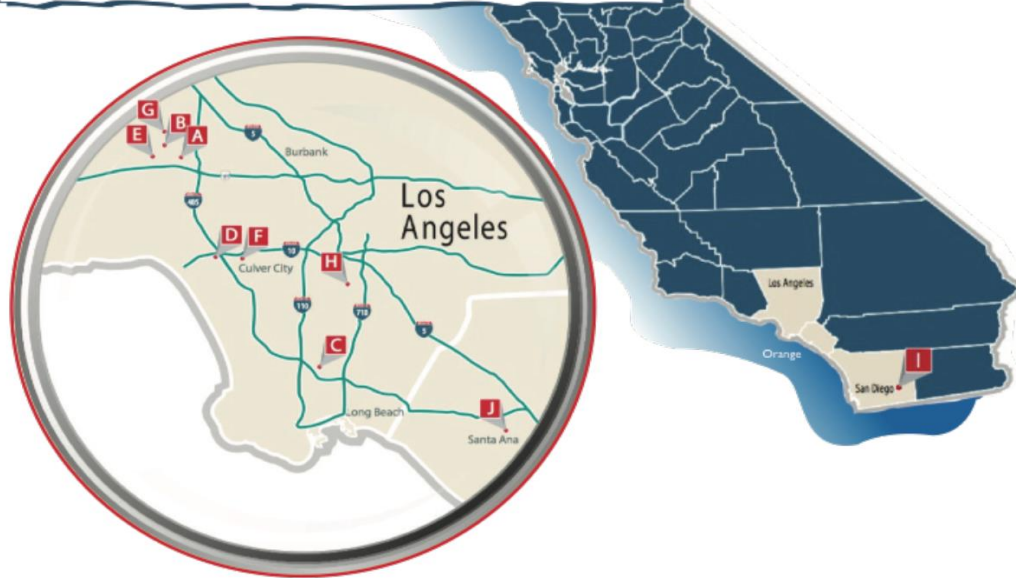 G
B
E
A
5
Burbank
405
Los
Angeles
D
F
10
Culver City
H
110
710
5
C
Long Beach
J
Santa Ana
Los Angeles
Orange
I
San Diego